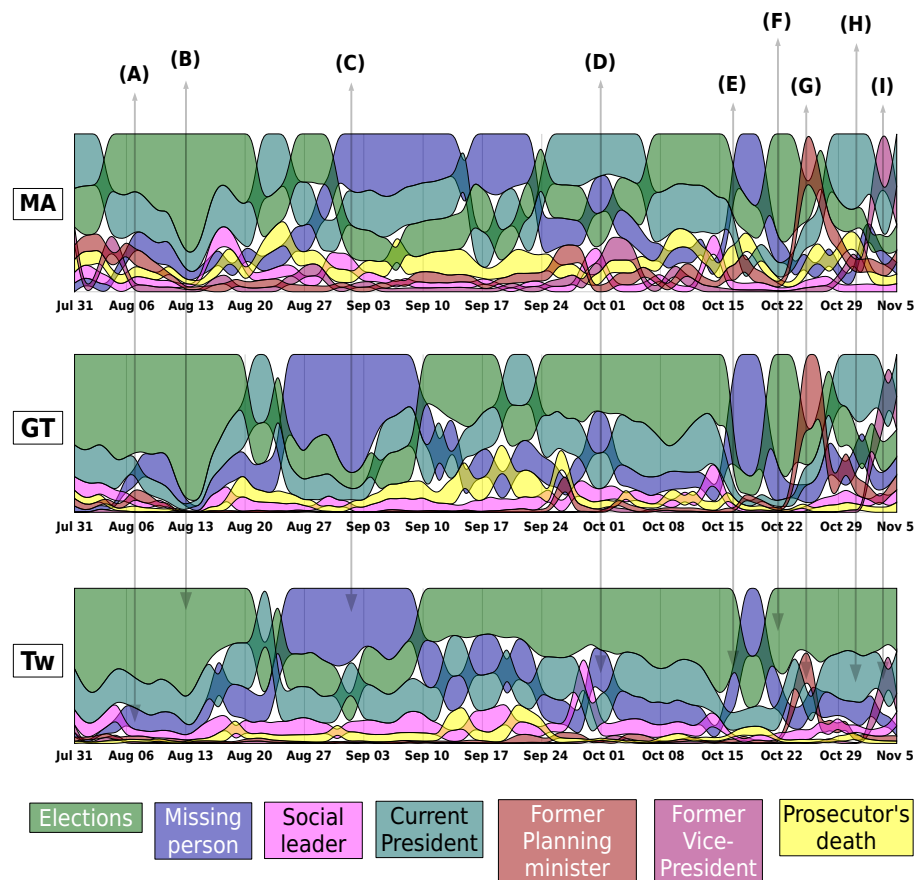 (A)
(B)
(C)
(D)
(E)
(F)
(G)
(H)
(I)
MA
Jul 31 Aug 06 Aug 13 Aug 20 Aug 27 Sep 03 Sep 10 Sep 17 Sep 24 Oct 01 Oct 08 Oct 15 Oct 22 Oct 29 Nov 5
GT
Jul 31 Aug 06 Aug 13 Aug 20 Aug 27 Sep 03 Sep 10 Sep 17 Sep 24 Oct 01 Oct 08 Oct 15 Oct 22 Oct 29 Nov 5
Tw
Jul 31 Aug 06 Aug 13 Aug 20 Aug 27 Sep 03 Sep 10 Sep 17 Sep 24 Oct 01 Oct 08 Oct 15 Oct 22 Oct 29 Nov 5
Elections
Missing
person
Social
leader
Current
President
Former
Planning
minister
Former
Vice-
President
Prosecutor's
death